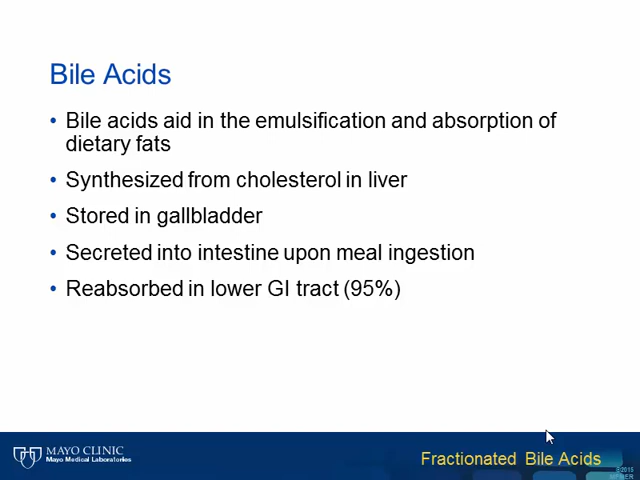 Bile Acids
• Bile acids aid in the emulsification and absorption of
dietary fats
• Synthesized from cholesterol in liver
• Stored in gallbladder
• Secreted into intestine upon meal ingestion
• Reabsorbed in lower GI tract (95%)
MAYO CLINIC
Mayo Medical Laboratories
Fractionated Bile Acids